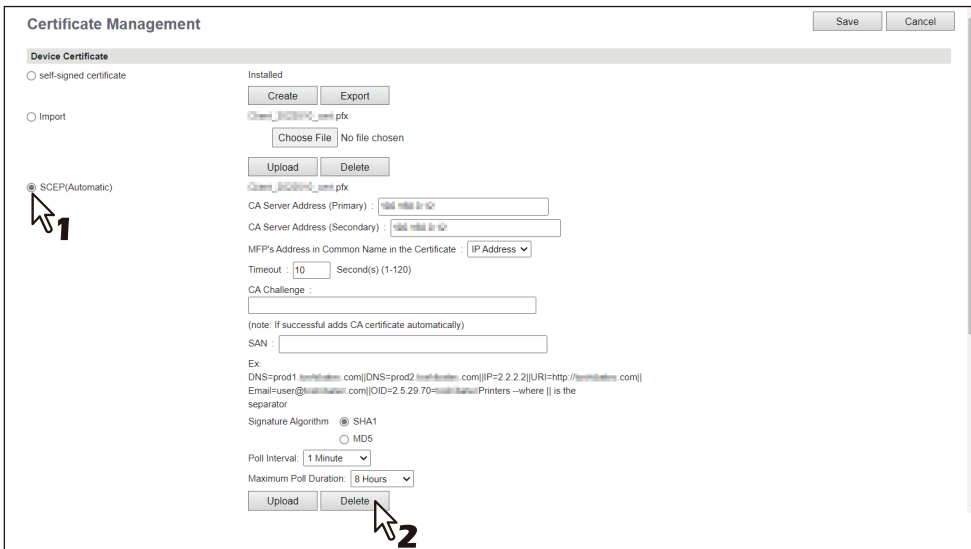 Certificate Management
Save
Cancel
Device Certificate
self-signed certificate
Installed
Create
Export
Import
.pfx
Choose File
No file chosen
Upload
Delete
SCEP(Automatic)
.pfx
1
CA Server Address (Primary) :
CA Server Address (Secondary) :
MFP's Address in Common Name in the Certificate : IP Address
Timeout : 10 Second(s) (1-120)
CA Challenge :
(note: If successful adds CA certificate automatically)
SAN :
Ex:
DNS=prod1. .com||DNS=prod2. .com||IP=2.2.2.2||URI=http:// .com||
Email=user@ .com||OID=2.5.29.70= Printers --where || is the
separator
Signature Algorithm SHA1
MD5
Poll Interval: 1 Minute
Maximum Poll Duration: 8 Hours
Upload
Delete
2